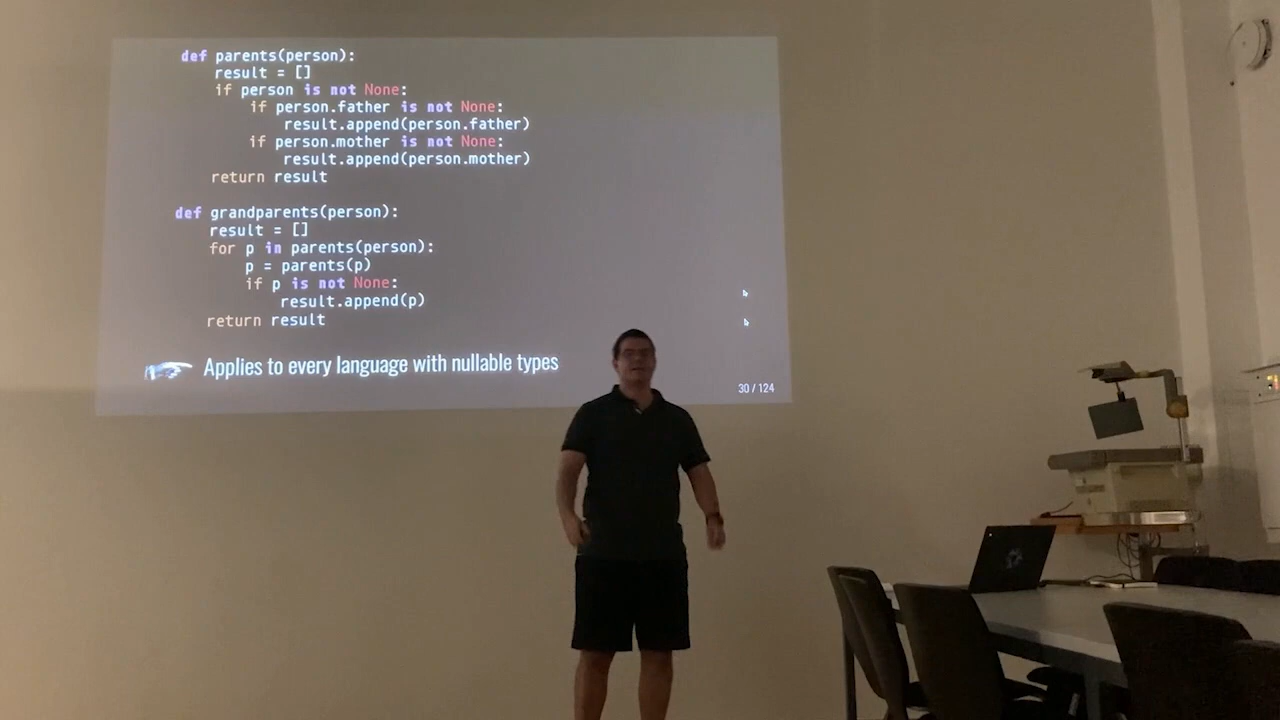 def parents(person):
    result = []
    if person is not None:
        if person.father is not None:
            result.append(person.father)
        if person.mother is not None:
            result.append(person.mother)
    return result
def grandparents(person):
    result = []
    for p in parents(person):
        p = parents(p)
        if p is not None:
            result.append(p)
    return result
Applies to every language with nullable types
30 / 124